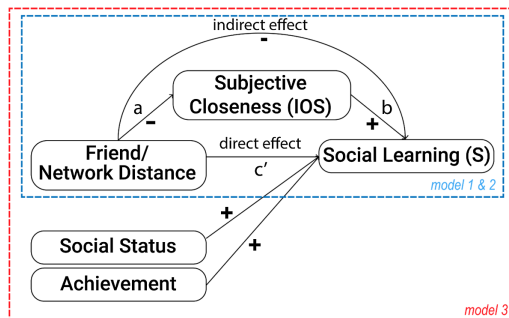 indirect effect
-
Subjective
Closeness (IOS)
a
b
-
+
direct effect
Friend/
Network Distance
Social Learning (S)
c'
model 1 & 2
+
Social Status
+
Achievement
model 3